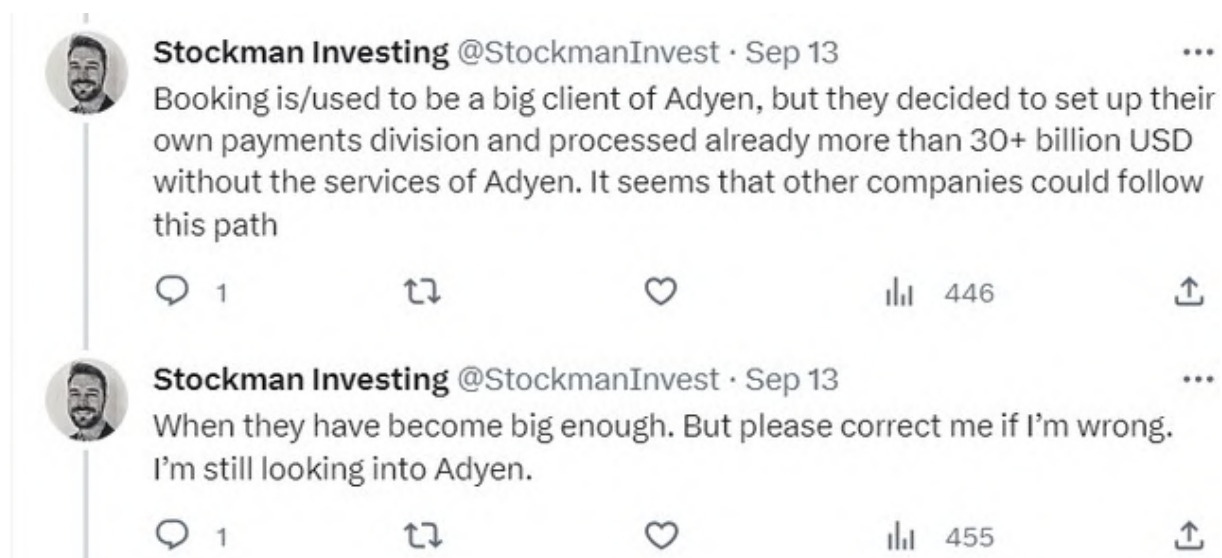 Stockman Investing @StockmanInvest · Sep 13
Booking is/used to be a big client of Adyen, but they decided to set up their
own payments division and processed already more than 30+ billion USD
without the services of Adyen. It seems that other companies could follow
this path
1 446
Stockman Investing @StockmanInvest · Sep 13
When they have become big enough. But please correct me if I’m wrong.
I’m still looking into Adyen.
1 455